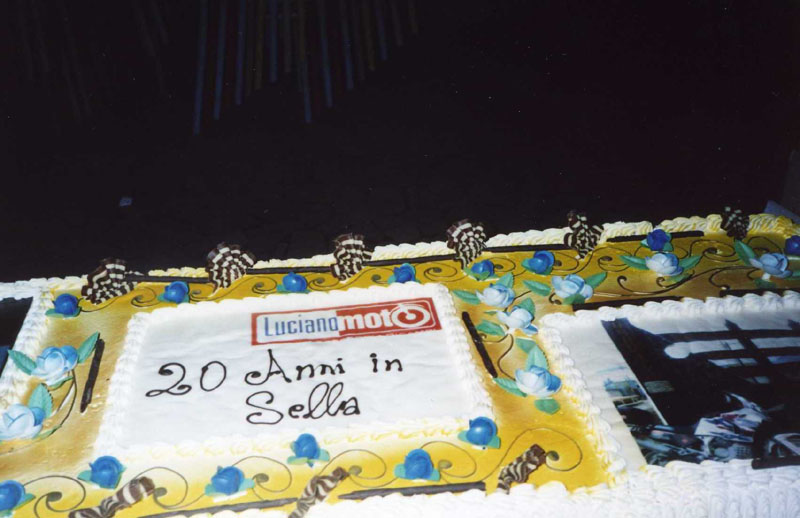 Lucianomoto
20 Anni in
Sella